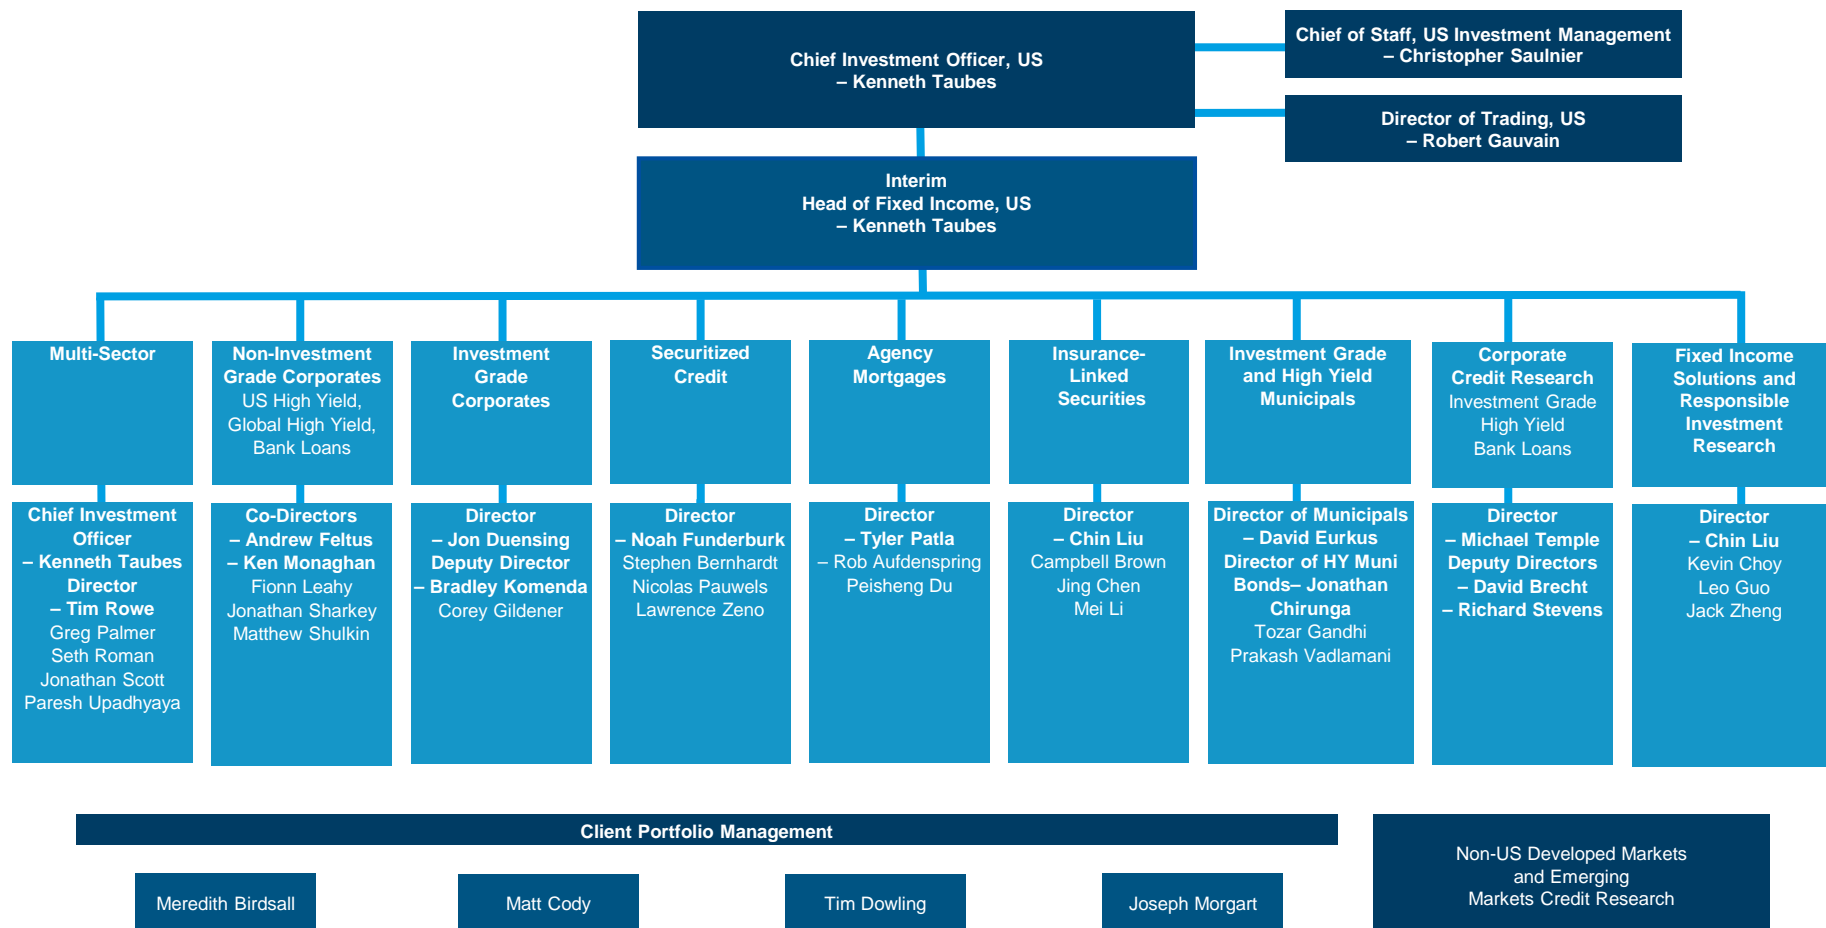 Chief Investment Officer, US
– Kenneth Taubes
Chief of Staff, US Investment Management
– Christopher Saulnier
Director of Trading, US
– Robert Gauvain
Interim
Head of Fixed Income, US
– Kenneth Taubes
Multi-Sector
Non-Investment
Grade Corporates
US High Yield,
Global High Yield,
Bank Loans
Investment
Grade
Corporates
Securitized
Credit
Agency
Mortgages
Insurance-
Linked
Securities
Investment Grade
and High Yield
Municipals
Corporate
Credit Research
Investment Grade
High Yield
Bank Loans
Fixed Income
Solutions and
Responsible
Investment
Research
Chief Investment
Officer
– Kenneth Taubes
Director
– Tim Rowe
Greg Palmer
Seth Roman
Jonathan Scott
Paresh Upadhyaya
Co-Directors
– Andrew Feltus
– Ken Monaghan
Fionn Leahy
Jonathan Sharkey
Matthew Shulkin
Director
– Jon Duensing
Deputy Director
– Bradley Komenda
Corey Gildener
Director
– Noah Funderburk
Stephen Bernhardt
Nicolas Pauwels
Lawrence Zeno
Director
– Tyler Patla
– Rob Aufdenspring
Peisheng Du
Director
– Chin Liu
Campbell Brown
Jing Chen
Mei Li
Director of Municipals
– David Eurkus
Director of HY Muni
Bonds– Jonathan
Chirunga
Tozar Gandhi
Prakash Vadlamani
Director
– Michael Temple
Deputy Directors
– David Brecht
– Richard Stevens
Director
– Chin Liu
Kevin Choy
Leo Guo
Jack Zheng
Client Portfolio Management
Meredith Birdsall
Matt Cody
Tim Dowling
Joseph Morgart
Non-US Developed Markets
and Emerging
Markets Credit Research